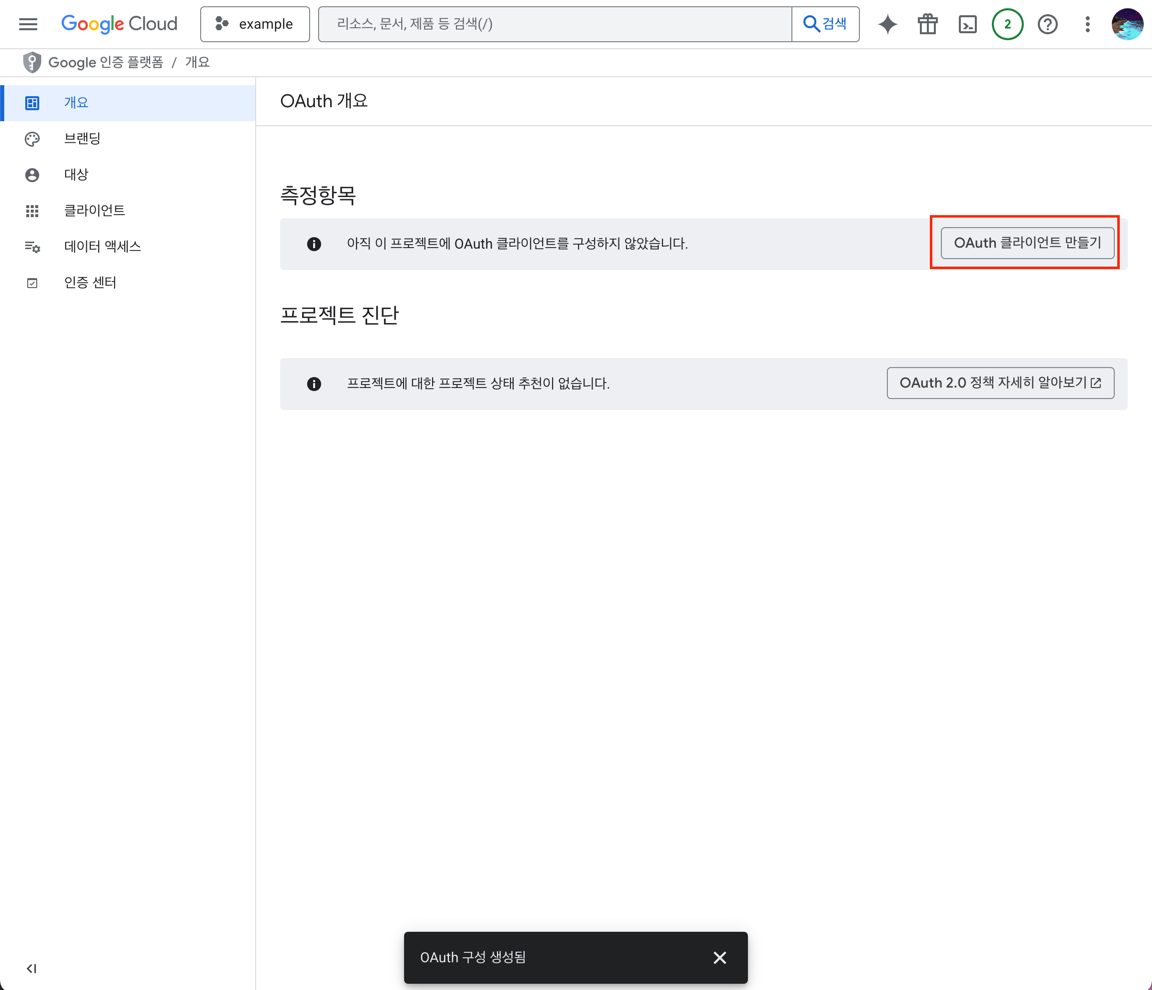 Google Cloud
example
리소스, 문서, 제품 등 검색(/)
검색
2
Google 인증 플랫폼 / 개요
개요
브랜딩
대상
클라이언트
데이터 액세스
인증 센터
OAuth 개요
측정항목
아직 이 프로젝트에 OAuth 클라이언트를 구성하지 않았습니다.
OAuth 클라이언트 만들기
프로젝트 진단
프로젝트에 대한 프로젝트 상태 추천이 없습니다.
OAuth 2.0 정책 자세히 알아보기
OAuth 구성 생성됨